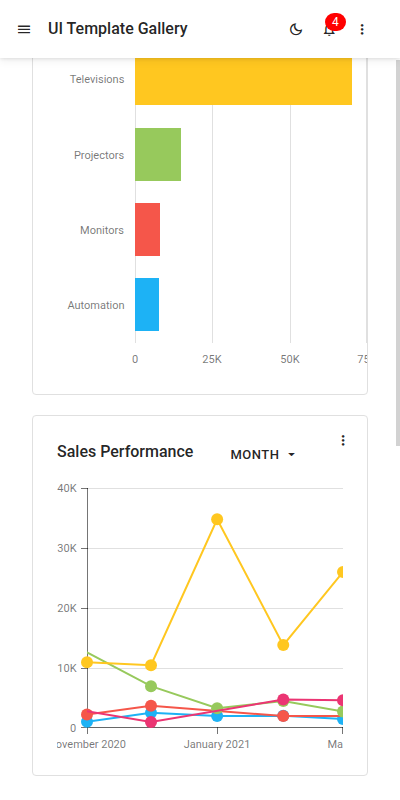 UI Template Gallery
4
Televisions
Projectors
Monitors
Automation
0 25K 50K 75
Sales Performance
MONTH
40K
30K
20K
10K
0
ovember 2020 January 2021 Ma